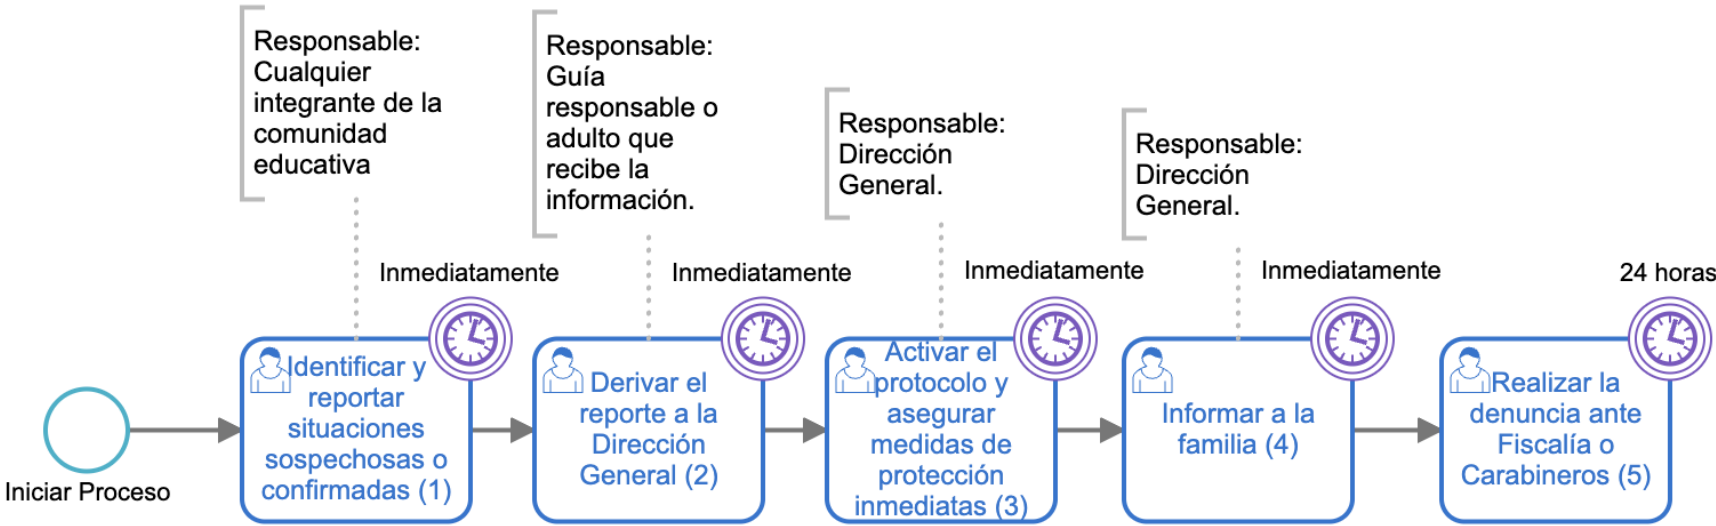 Responsable:
Cualquier
integrante de la
comunidad
educativa
Responsable:
Guía
responsable o
adulto que
recibe la
información.
Responsable:
Dirección
General.
Responsable:
Dirección
General.
Inmediatamente
Inmediatamente
Inmediatamente
Inmediatamente
24 horas
Iniciar Proceso
Identificar y
reportar
situaciones
sospechosas o
confirmadas (1)
Derivar el
reporte a la
Dirección
General (2)
Activar el
protocolo y
asegurar
medidas de
protección
inmediatas (3)
Informar a la
familia (4)
Realizar la
denuncia ante
Fiscalía o
Carabineros (5)